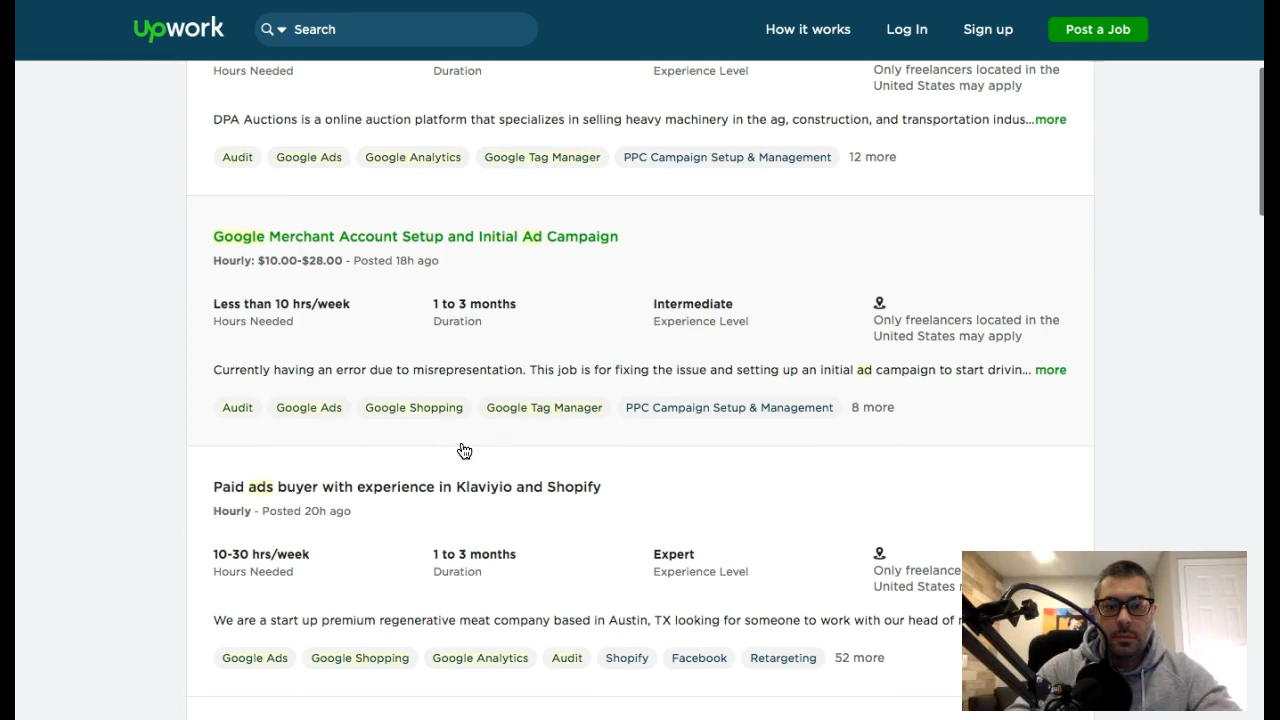 Upwork
Search
How it works
Log In
Sign up
Post a Job
Hours Needed
Duration
Experience Level
Only freelancers located in the
United States may apply
DPA Auctions is a online auction platform that specializes in selling heavy machinery in the ag, construction, and transportation indus...more
Audit Google Ads Google Analytics Google Tag Manager PPC Campaign Setup & Management 12 more
Google Merchant Account Setup and Initial Ad Campaign
Hourly: $10.00-$28.00 - Posted 18h ago
Less than 10 hrs/week
Hours Needed
1 to 3 months
Duration
Intermediate
Experience Level
Only freelancers located in the
United States may apply
Currently having an error due to misrepresentation. This job is for fixing the issue and setting up an initial ad campaign to start drivin... more
Audit Google Ads Google Shopping Google Tag Manager PPC Campaign Setup & Management 8 more
Paid ads buyer with experience in Klaviyio and Shopify
Hourly - Posted 20h ago
10-30 hrs/week
Hours Needed
1 to 3 months
Duration
Expert
Experience Level
Only
United States
We are a start up premium regenerative meat company based in Austin, TX looking for someone to work with our head of
Google Ads Google Shopping Google Analytics Audit Shopify Facebook Retargeting 52 more